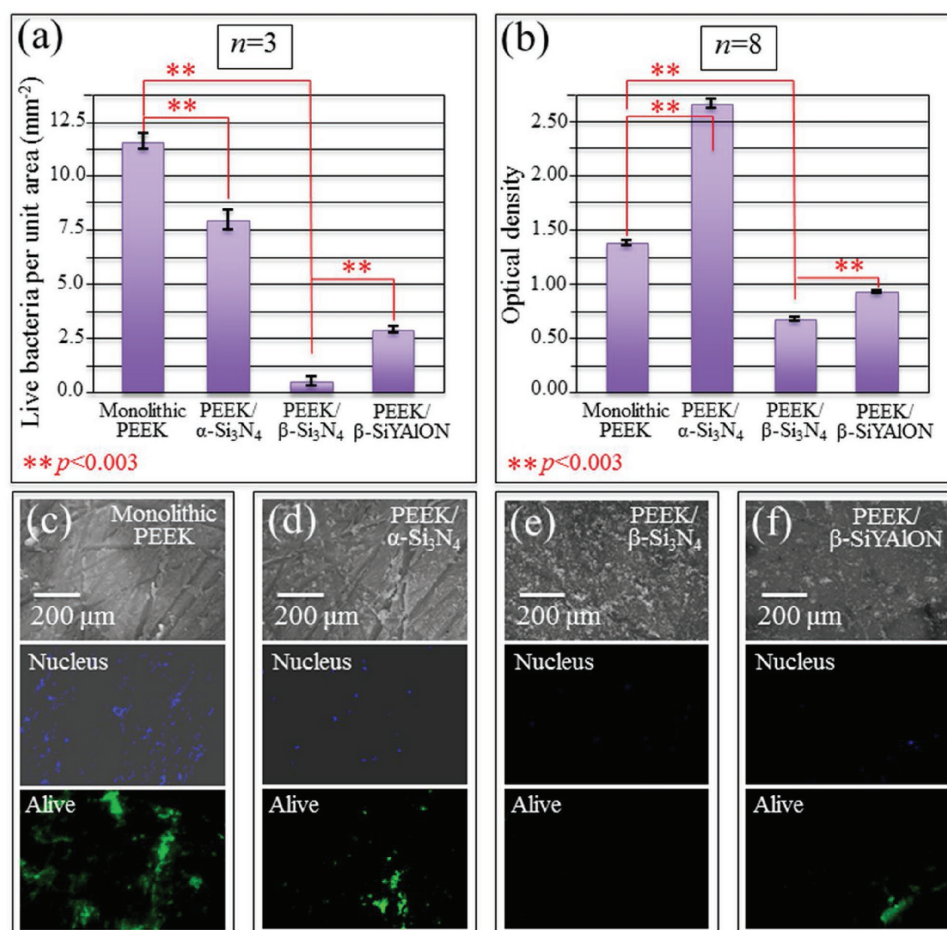 (a)
n=3
**
**
**
Live bacteria per unit area (mm⁻²)
12.5
10.0
7.5
5.0
2.5
0.0
Monolithic PEEK
PEEK/ α-Si₃N₄
PEEK/ β-Si₃N₄
PEEK/ β-SiYAlON
** p<0.003
(b)
n=8
**
**
**
Optical density
2.50
2.00
1.50
1.00
0.50
0.00
Monolithic PEEK
PEEK/ α-Si₃N₄
PEEK/ β-Si₃N₄
PEEK/ β-SiYAlON
** p<0.003
(c)
Monolithic
PEEK
200 μm
Nucleus
Alive
(d)
PEEK/
α-Si₃N₄
200 μm
Nucleus
Alive
(e)
PEEK/
β-Si₃N₄
200 μm
Nucleus
Alive
(f)
PEEK/
β-SiYAlON
200 μm
Nucleus
Alive